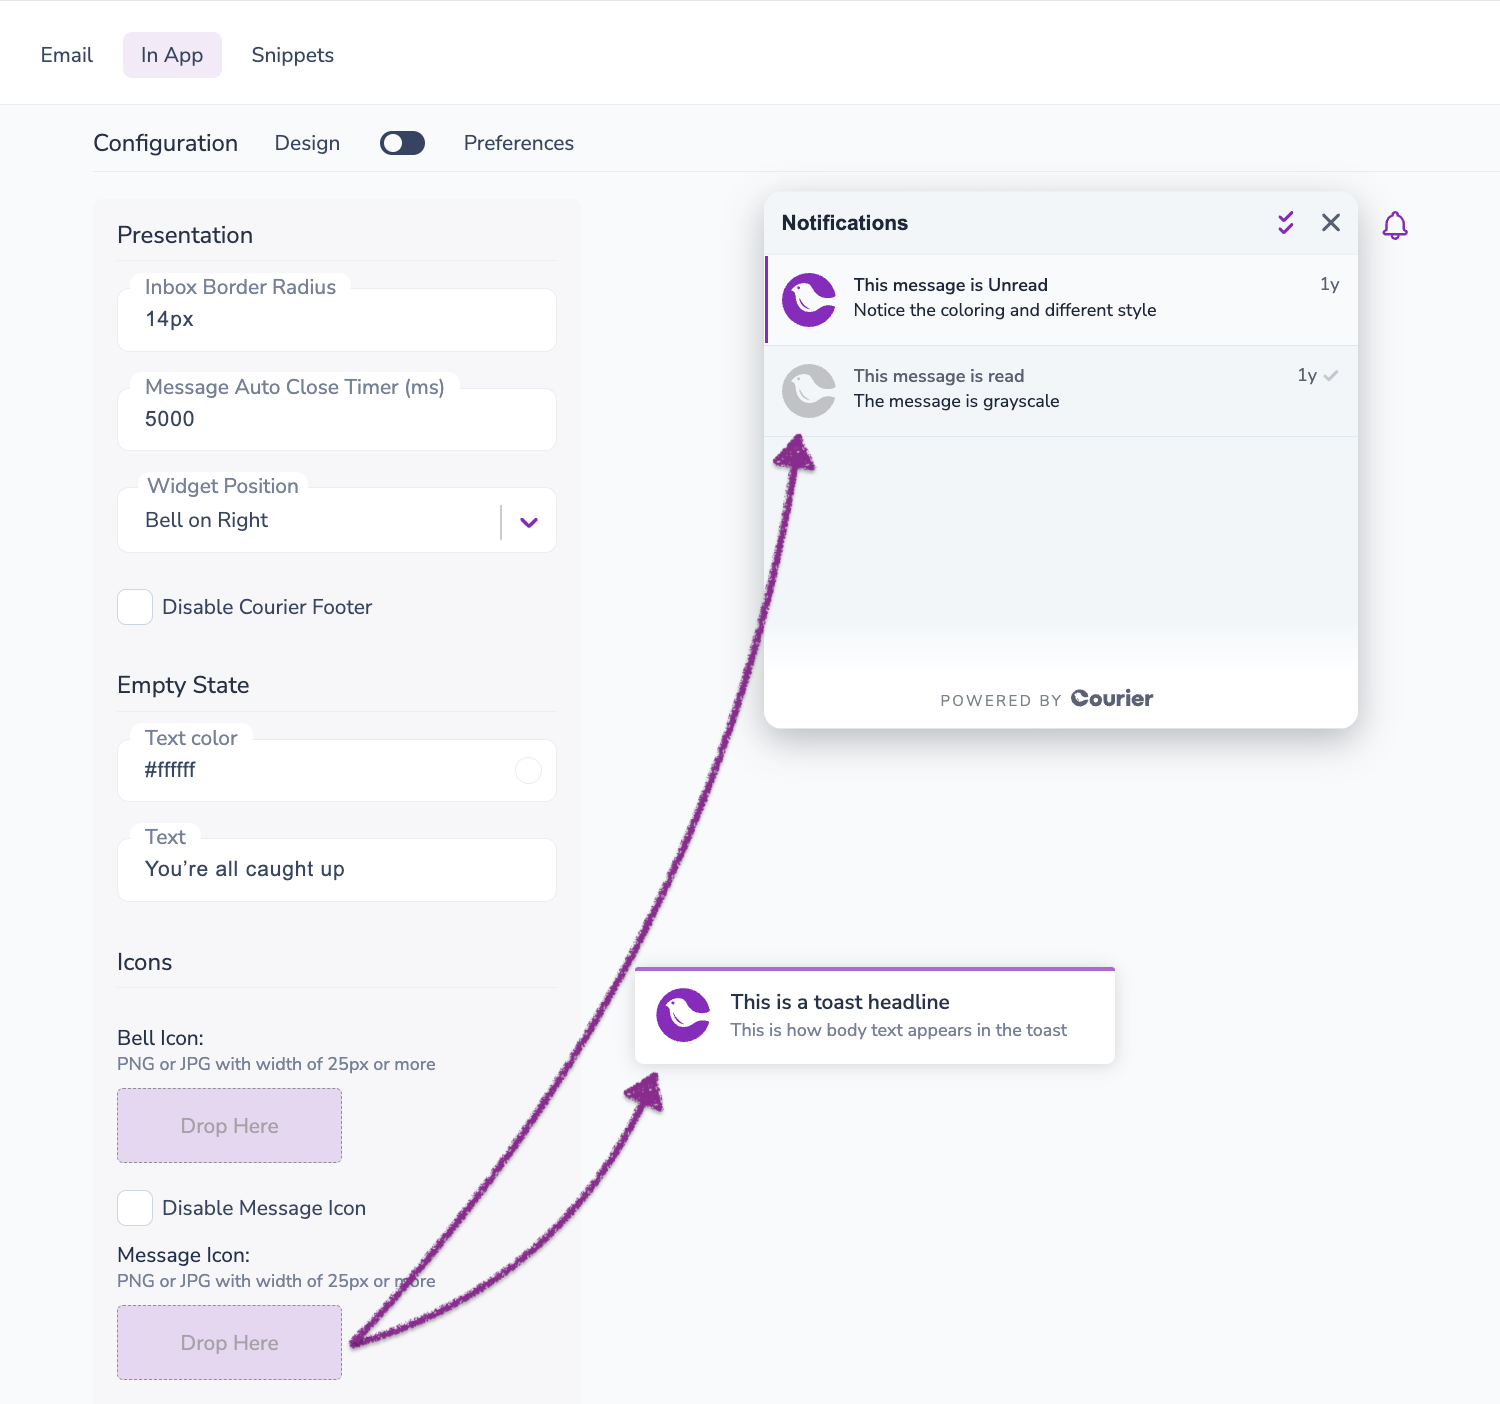 Email
In App
Snippets
Configuration
Design
Preferences
Presentation
Inbox Border Radius
14px
Message Auto Close Timer (ms)
5000
Widget Position
Bell on Right
Disable Courier Footer
Empty State
Text color
#ffffff
Text
You're all caught up
Icons
Bell Icon:
PNG or JPG with width of 25px or more
Drop Here
Disable Message Icon
Message Icon:
PNG or JPG with width of 25px or more
Drop Here
Notifications
This message is Unread
1y
Notice the coloring and different style
This message is read
1y
The message is grayscale
POWERED BY Courier
This is a toast headline
This is how body text appears in the toast